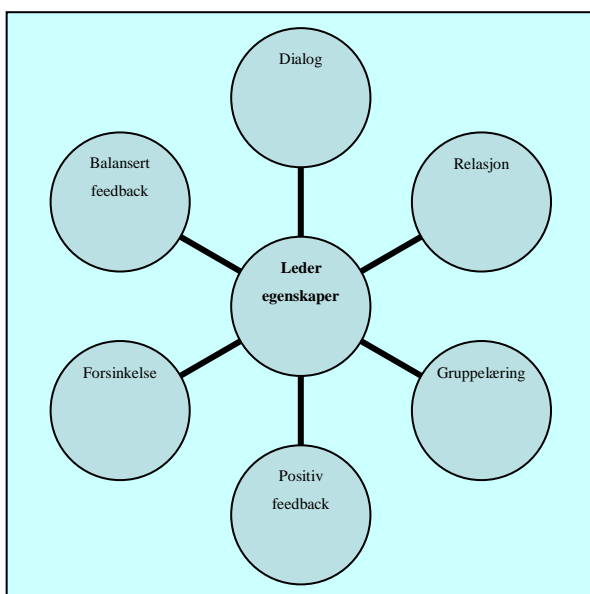 Dialog
Balansert
feedback
Relasjon
Leder
egenskaper
Forsinkelse
Gruppelæring
Positiv
feedback